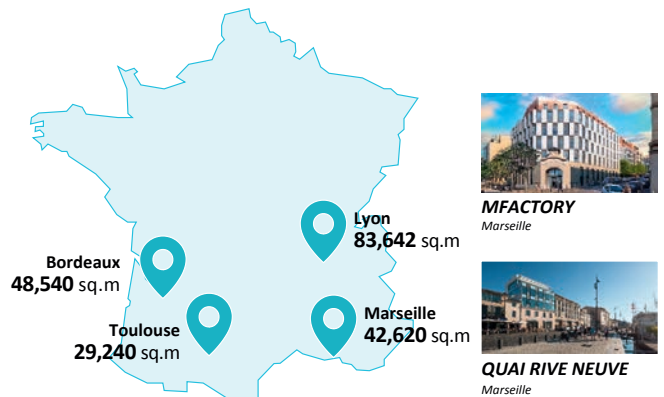 Lyon
83,642 sq.m
Bordeaux
48,540 sq.m
Toulouse
29,240 sq.m
Marseille
42,620 sq.m
MFACTORY
Marseille
QUAI RIVE NEUVE
Marseille